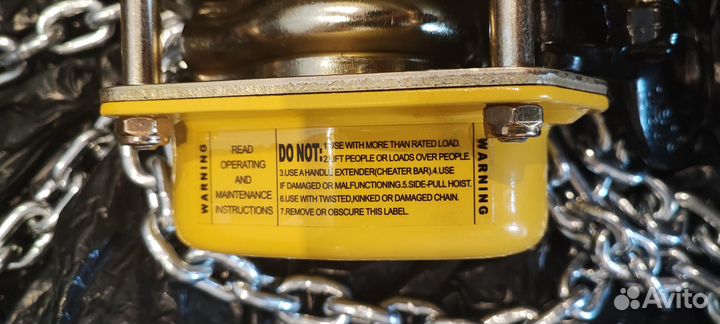 WARNING
READ
OPERATING
AND
MAINTENANCE
INSTRUCTIONS
DO NOT: 1.USE WITH MORE THAN RATED LOAD.
2.LIFT PEOPLE OR LOADS OVER PEOPLE.
3.USE A HANDLE EXTENDER(CHEATER BAR).4.USE
IF DAMAGED OR MALFUNCTIONING.5.SIDE-PULL HOIST.
6.USE WITH TWISTED,KINKED OR DAMAGED CHAIN.
7.REMOVE OR OBSCURE THIS LABEL.
WARNING
Avito